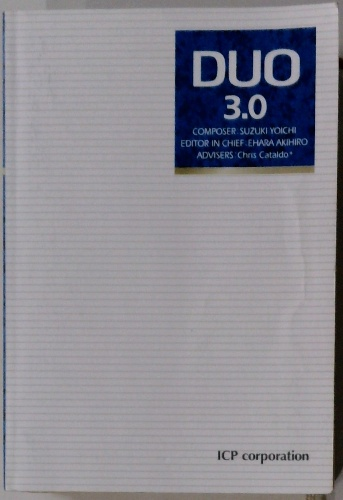 DUO
3.0
COMPOSER : SUZUKI YOICHI
EDITOR IN CHIEF : EHARA AKIHIRO
ADVISERS : Chris Cataldo*
ICP corporation